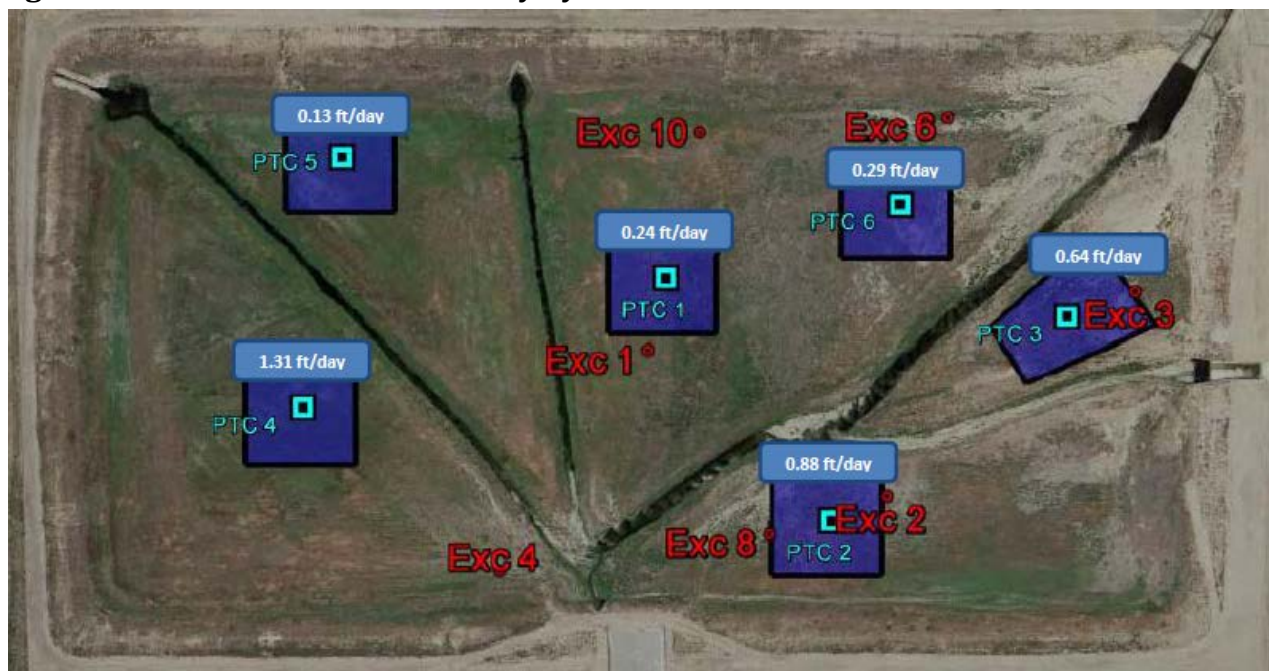 0.13 ft/day
PTC 5
Exc 10
Exc 6
0.29 ft/day
PTC 6
0.24 ft/day
PTC 1
0.64 ft/day
PTC 3
Exc 3
Exc 1
1.31 ft/day
PTC 4
0.88 ft/day
Exc 2
PTC 2
Exc 8
Exc 4